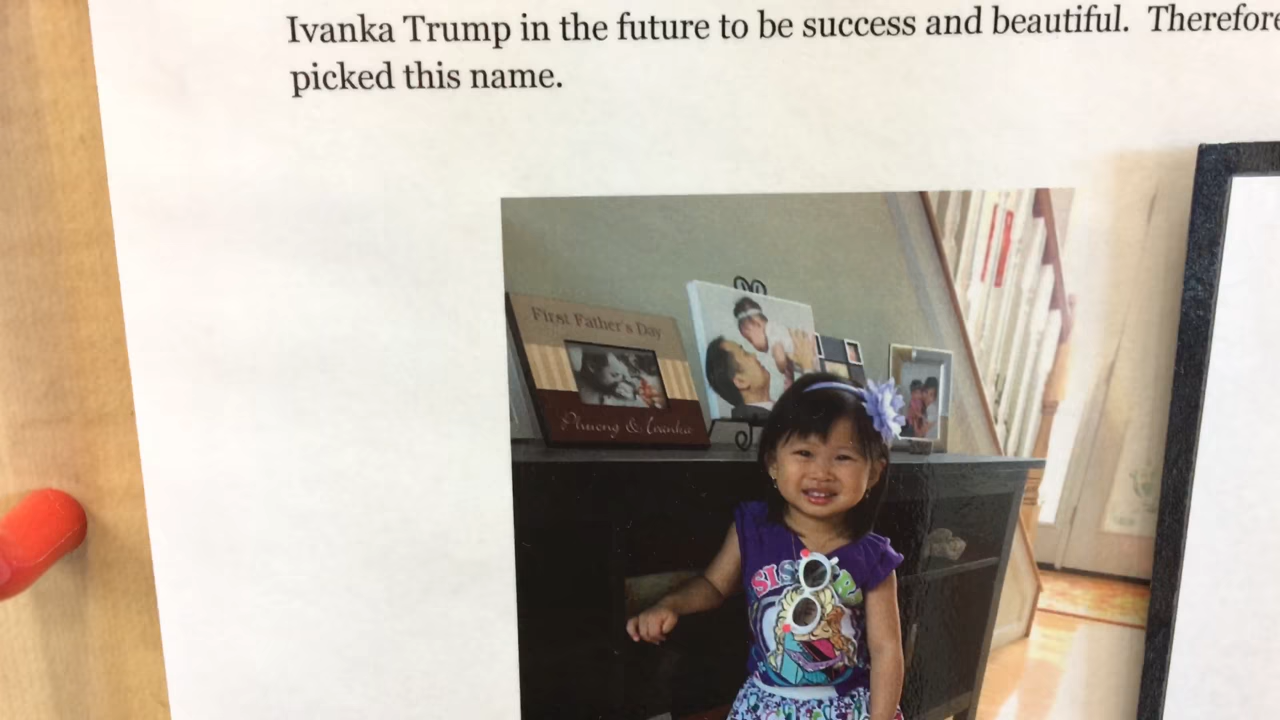 Ivanka Trump in the future to be success and beautiful. Therefore
picked this name.
First Father's Day
Phuong & Ivanka
SIS